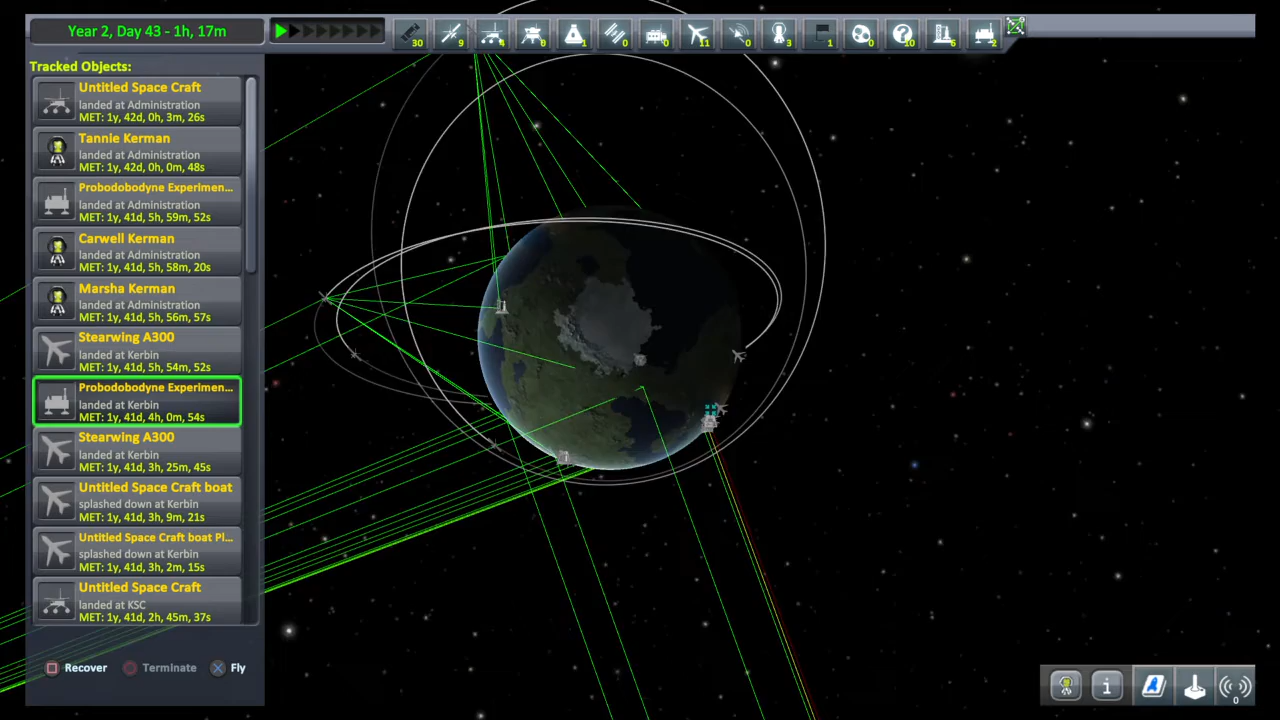 Year 2, Day 43 - 1h, 17m
30
9
4
0
1
0
0
11
0
3
1
0
10
6
2
Tracked Objects:
Untitled Space Craft
landed at Administration
MET: 1y, 42d, 0h, 3m, 26s
Tannie Kerman
landed at Administration
MET: 1y, 42d, 0h, 0m, 48s
Probodobodyne Experimen...
landed at Administration
MET: 1y, 41d, 5h, 59m, 52s
Carwell Kerman
landed at Administration
MET: 1y, 41d, 5h, 58m, 20s
Marsha Kerman
landed at Administration
MET: 1y, 41d, 5h, 56m, 57s
Stearwing A300
landed at Kerbin
MET: 1y, 41d, 5h, 54m, 52s
Probodobodyne Experimen...
landed at Kerbin
MET: 1y, 41d, 4h, 0m, 54s
Stearwing A300
landed at Kerbin
MET: 1y, 41d, 3h, 25m, 45s
Untitled Space Craft boat
splashed down at Kerbin
MET: 1y, 41d, 3h, 9m, 21s
Untitled Space Craft boat Pl...
splashed down at Kerbin
MET: 1y, 41d, 3h, 2m, 15s
Untitled Space Craft
landed at KSC
MET: 1y, 41d, 2h, 45m, 37s
Recover Terminate Fly
0